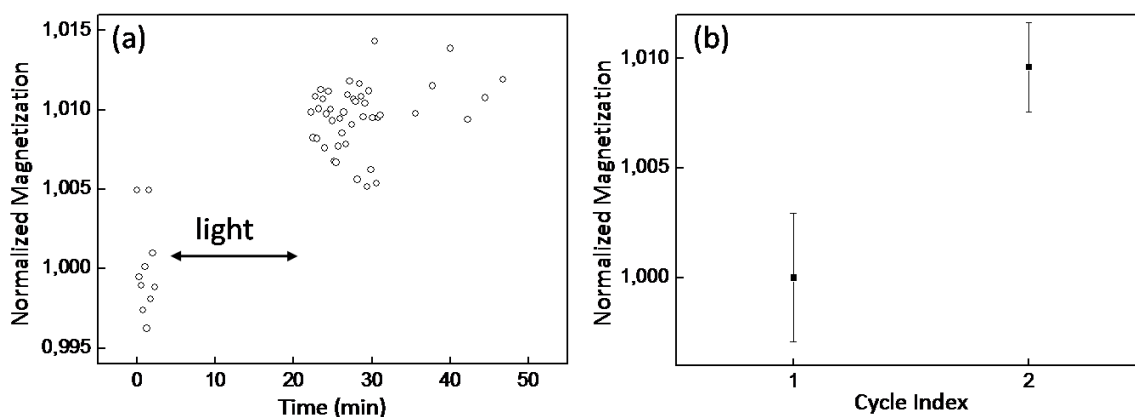 (a)
Normalized Magnetization
1,015
1,010
1,005
1,000
0,995
light
0 10 20 30 40 50
Time (min)
(b)
Normalized Magnetization
1,010
1,005
1,000
1 2
Cycle Index